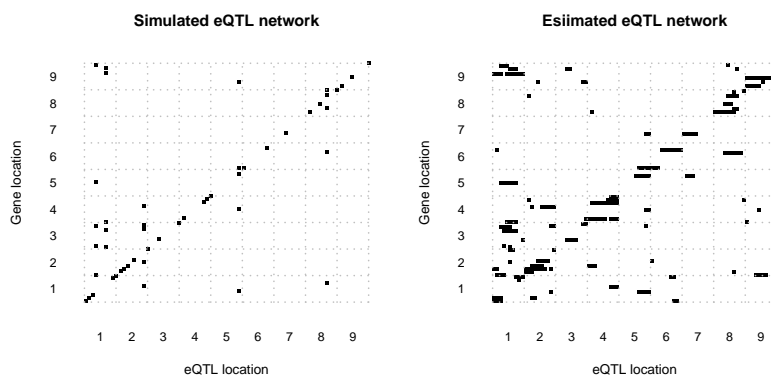 Simulated eQTL network
Gene location
9
8
7
6
5
4
3
2
1
1 2 3 4 5 6 7 8 9
eQTL location
Esiimated eQTL network
Gene location
9
8
7
6
5
4
3
2
1
1 2 3 4 5 6 7 8 9
eQTL location